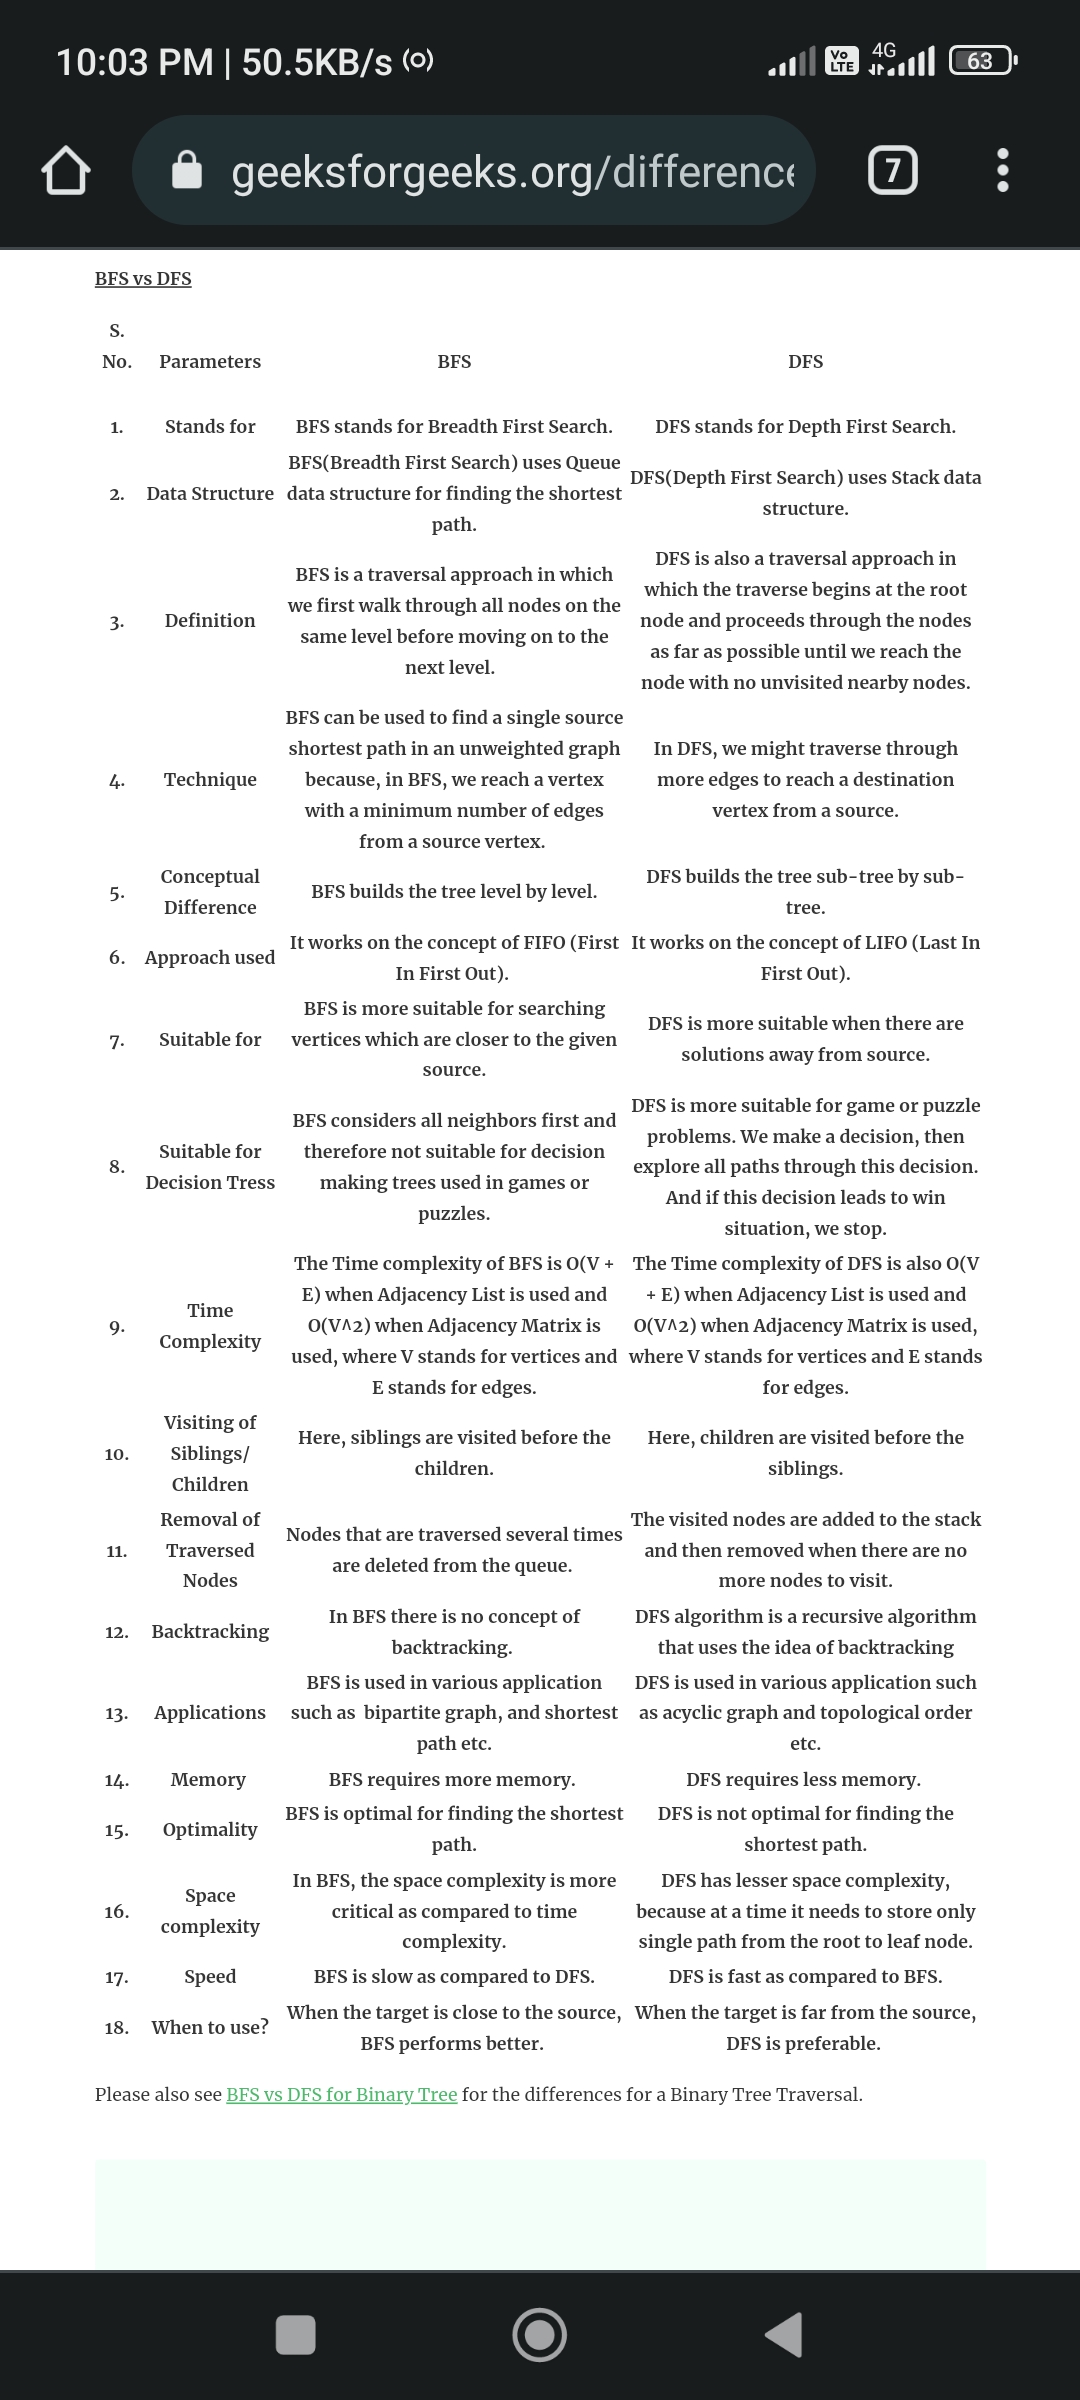 10:03 PM | 50.5KB/s
Vo LTE 4G 63
geeksforgeeks.org/difference
7
BFS vs DFS
S. No. Parameters BFS DFS
1. Stands for BFS stands for Breadth First Search. DFS stands for Depth First Search.
2. Data Structure BFS(Breadth First Search) uses Queue data structure for finding the shortest path. DFS(Depth First Search) uses Stack data structure.
3. Definition BFS is a traversal approach in which we first walk through all nodes on the same level before moving on to the next level. DFS is also a traversal approach in which the traverse begins at the root node and proceeds through the nodes as far as possible until we reach the node with no unvisited nearby nodes.
4. Technique BFS can be used to find a single source shortest path in an unweighted graph because, in BFS, we reach a vertex with a minimum number of edges from a source vertex. In DFS, we might traverse through more edges to reach a destination vertex from a source.
5. Conceptual Difference BFS builds the tree level by level. DFS builds the tree sub-tree by sub-tree.
6. Approach used It works on the concept of FIFO (First In First Out). It works on the concept of LIFO (Last In First Out).
7. Suitable for BFS is more suitable for searching vertices which are closer to the given source. DFS is more suitable when there are solutions away from source.
8. Suitable for Decision Tress BFS considers all neighbors first and therefore not suitable for decision making trees used in games or puzzles. DFS is more suitable for game or puzzle problems. We make a decision, then explore all paths through this decision. And if this decision leads to win situation, we stop.
9. Time Complexity The Time complexity of BFS is O(V + E) when Adjacency List is used and O(V^2) when Adjacency Matrix is used, where V stands for vertices and E stands for edges. The Time complexity of DFS is also O(V + E) when Adjacency List is used and O(V^2) when Adjacency Matrix is used, where V stands for vertices and E stands for edges.
10. Visiting of Siblings/ Children Here, siblings are visited before the children. Here, children are visited before the siblings.
11. Removal of Traversed Nodes Nodes that are traversed several times are deleted from the queue. The visited nodes are added to the stack and then removed when there are no more nodes to visit.
12. Backtracking In BFS there is no concept of backtracking. DFS algorithm is a recursive algorithm that uses the idea of backtracking
13. Applications BFS is used in various application such as bipartite graph, and shortest path etc. DFS is used in various application such as acyclic graph and topological order etc.
14. Memory BFS requires more memory. DFS requires less memory.
15. Optimality BFS is optimal for finding the shortest path. DFS is not optimal for finding the shortest path.
16. Space complexity In BFS, the space complexity is more critical as compared to time complexity. DFS has lesser space complexity, because at a time it needs to store only single path from the root to leaf node.
17. Speed BFS is slow as compared to DFS. DFS is fast as compared to BFS.
18. When to use? When the target is close to the source, BFS performs better. When the target is far from the source, DFS is preferable.
Please also see BFS vs DFS for Binary Tree for the differences for a Binary Tree Traversal.